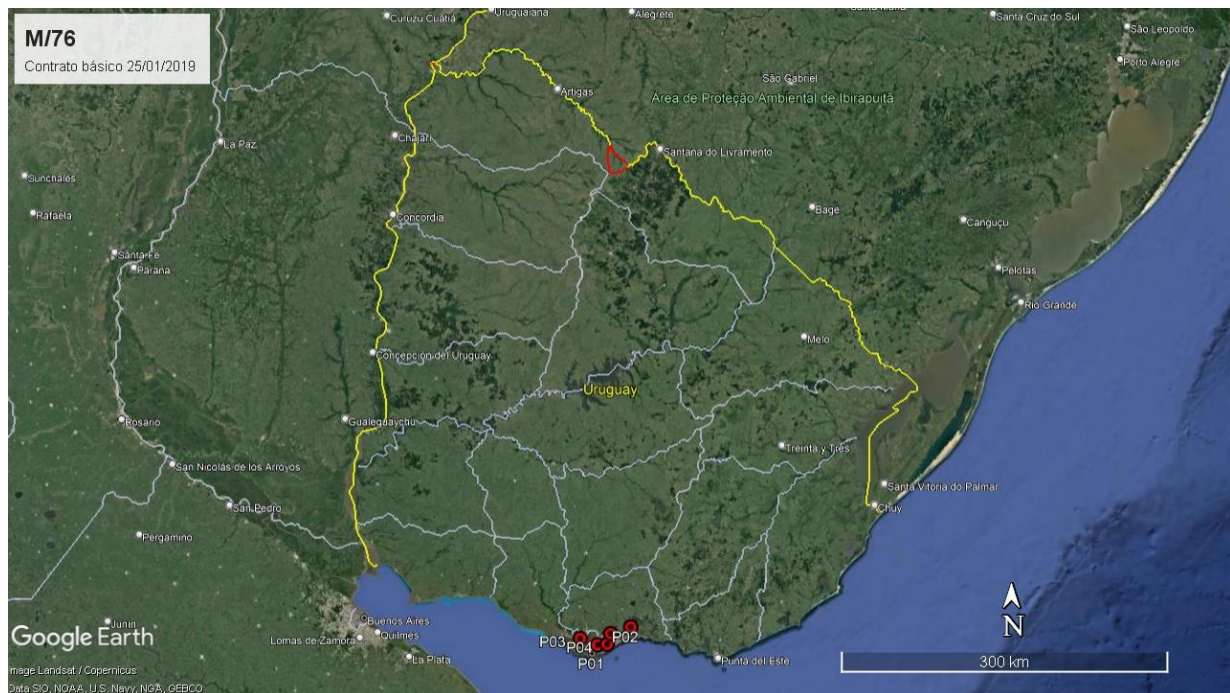 M/76
Contrato básico 25/01/2019
Curuzu Cuatiá
Uruguaiana
Alegrete
Santa Cruz do Sul
São Leopoldo
Porto Alegre
São Gabriel
Artigas
Área de Proteção Ambiental de Ibirapuitã
La Paz
Chajarí
Santana do Livramento
Sunchales
Rafaela
Concordia
Bagé
Canguçu
Santa Fe
Parana
Pelotas
Rio Grande
Melo
Concepción del Uruguay
Uruguay
Rosario
Gualeguaychú
Treinta y Tres
San Nicolás de los Arroyos
Santa Vitória do Palmar
San Pedro
Chuy
Pergamino
Junín
Buenos Aires
Lomas de Zamora
Quilmes
La Plata
P03
P04
P02
P01
Punta del Este
N
300 km
Google Earth
Image Landsat / Copernicus
Data SIO, NOAA, U.S. Navy, NGA, GEBCO